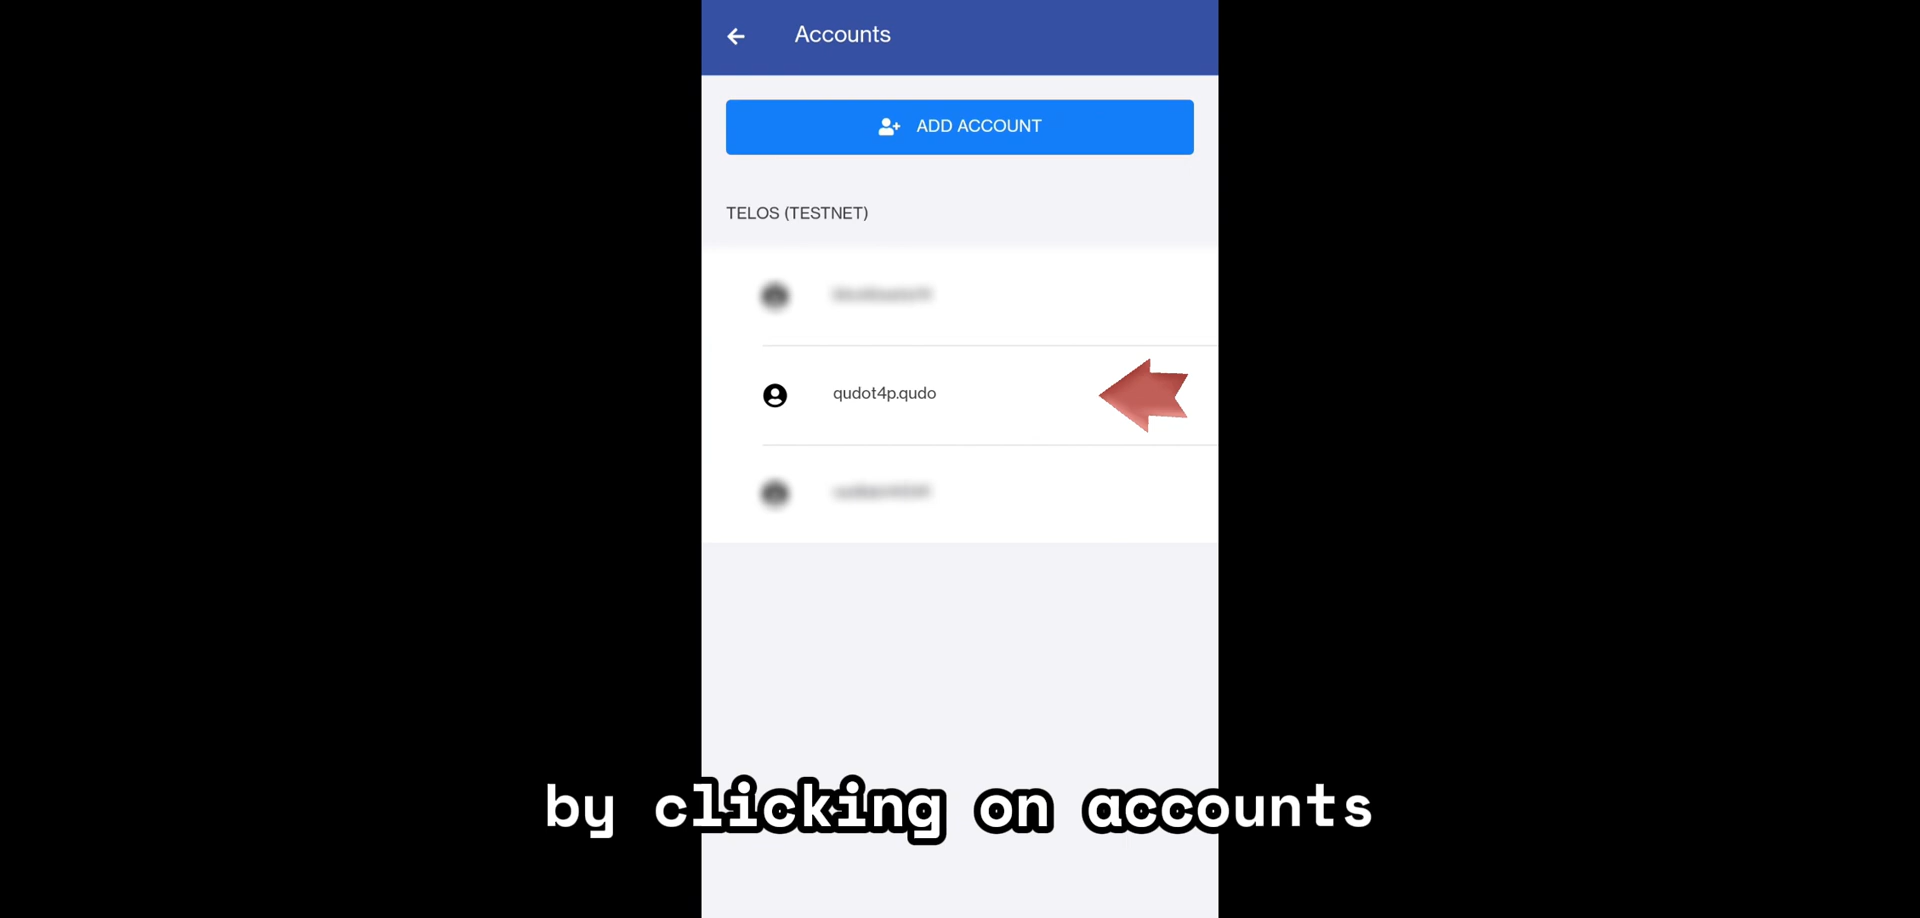 Accounts
ADD ACCOUNT
TELOS (TESTNET)
qudot4p.qudo
by clicking on accounts